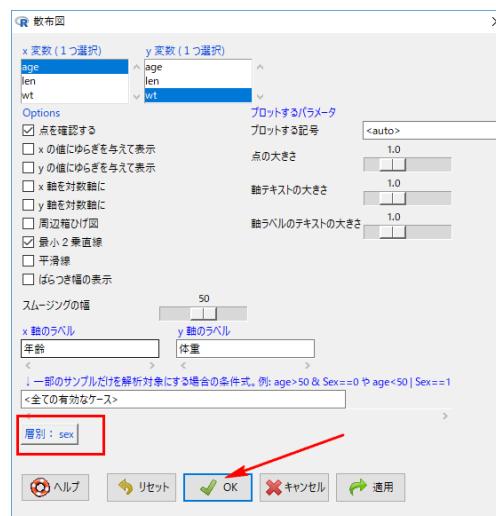 散布図
x 変数 (1つ選択) y 変数 (1つ選択)
age age
len len
wt wt
Options プロットするパラメータ
点を確認する プロットする記号 <auto>
x の値にゆらぎを与えて表示 点の大きさ 1.0
y の値にゆらぎを与えて表示
x 軸を対数軸に 軸テキストの大きさ 1.0
y 軸を対数軸に
周辺箱ひげ図 軸ラベルのテキストの大きさ 1.0
最小2乗直線
平滑線
ばらつき幅の表示
スムージングの幅 50
x 軸のラベル y 軸のラベル
年齢 体重
↓一部のサンプルだけを解析対象にする場合の条件式。例: age>50 & Sex==0 や age<50 | Sex==1
<全ての有効なケース>
層別: sex
ヘルプ リセット OK キャンセル 適用